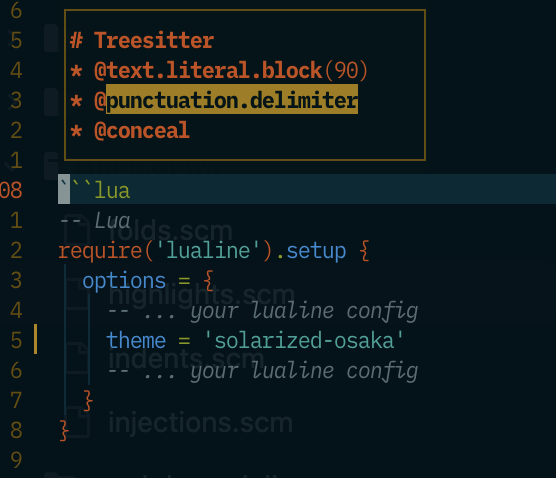 6
5 # Treesitter
4 * @text.literal.block(90)
3 * @punctuation.delimiter
2 * @conceal
1
08 ```lua
1 -- Lua
folds.scm
2 require('lualine').setup {
3 options = {
highlights.scm
4 -- ... your lualine config
5 theme = 'solarized-osaka'
indents.scm
6 -- ... your lualine config
7 }
injections.scm
8 }
9